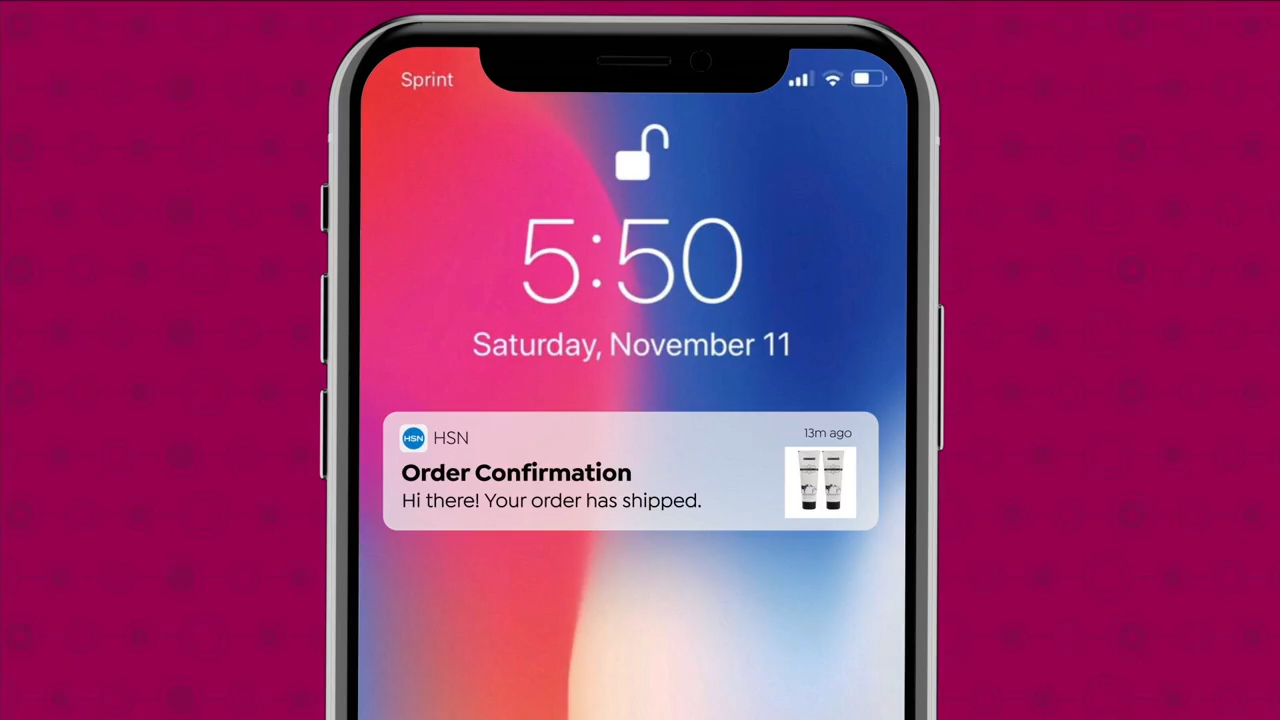 Sprint
5:50
Saturday, November 11
HSN HSN
13m ago
Order Confirmation
Hi there! Your order has shipped.